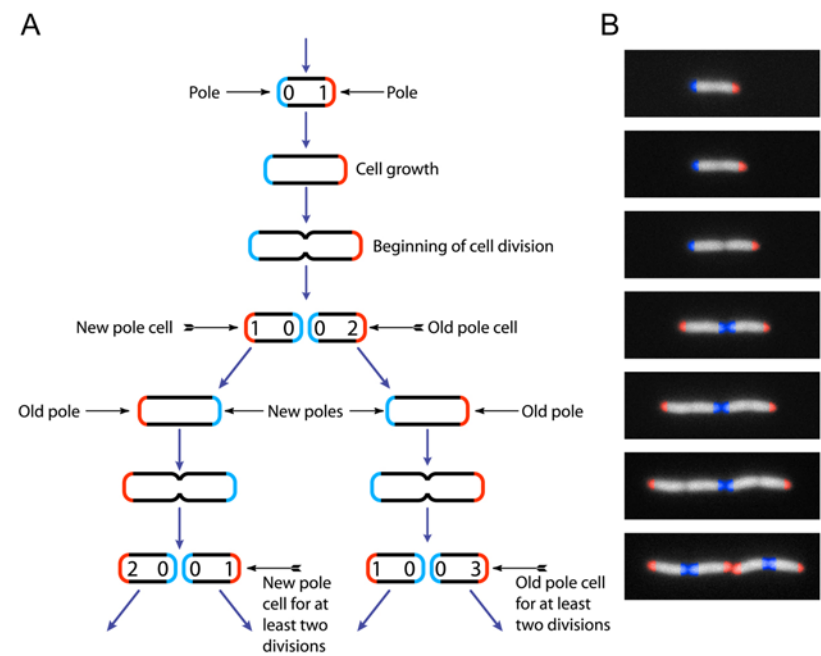 A
B
Pole
0 1
Pole
Cell growth
Beginning of cell division
New pole cell
1 0
0 2
Old pole cell
Old pole
New poles
Old pole
2 0
0 1
1 0
0 3
New pole
cell for at
least two
divisions
Old pole cell
for at least
two divisions